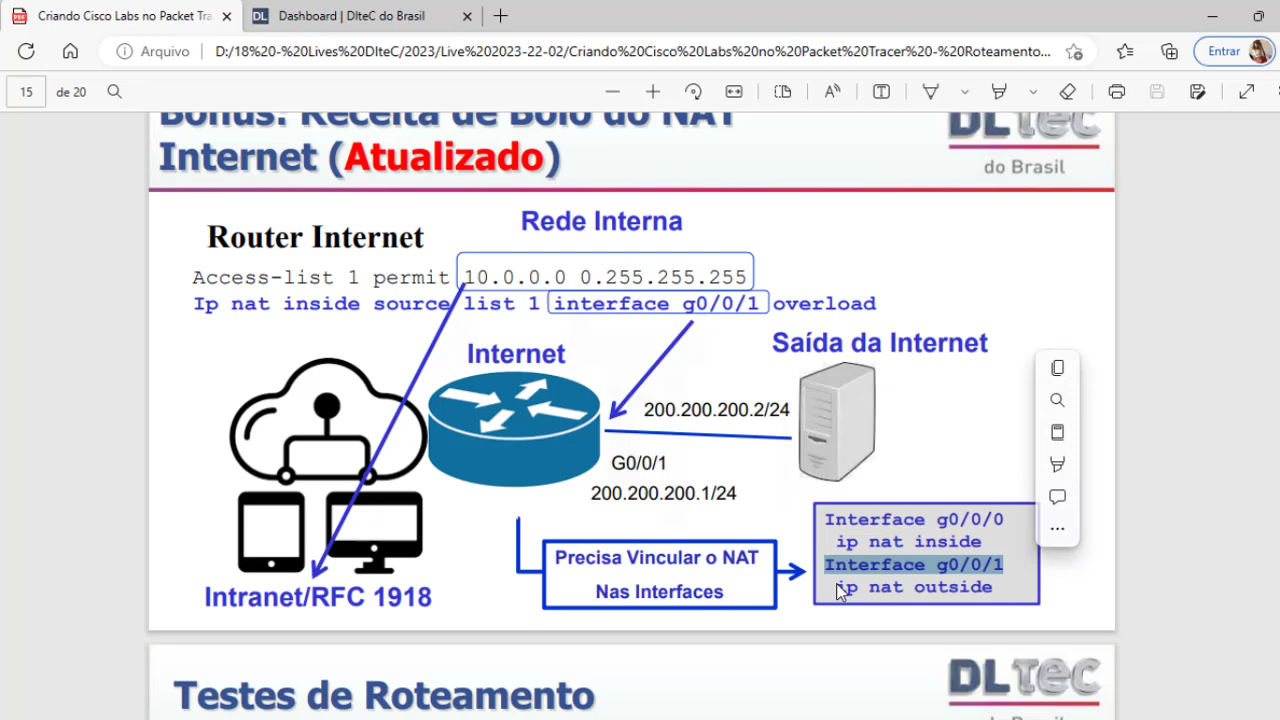 Criando Cisco Labs no Packet Tra
Dashboard | DlteC do Brasil
Arquivo
D:/18%20-%20Lives%20DlteC/2023/Live%202023-22-02/Criando%20Cisco%20Labs%20no%20Packet%20Tracer%20-%20Roteamento...
Entrar
15
de 20
Bônus: Receita de Bolo do NAT
Internet (Atualizado)
DLteC
do Brasil
Rede Interna
Router Internet
Access-list 1 permit 10.0.0.0 0.255.255.255
Ip nat inside source list 1 interface g0/0/1 overload
Internet
Saída da Internet
200.200.200.2/24
G0/0/1
200.200.200.1/24
Interface g0/0/0
ip nat inside
Interface g0/0/1
ip nat outside
Precisa Vincular o NAT
Nas Interfaces
Intranet/RFC 1918
Testes de Roteamento
DLteC